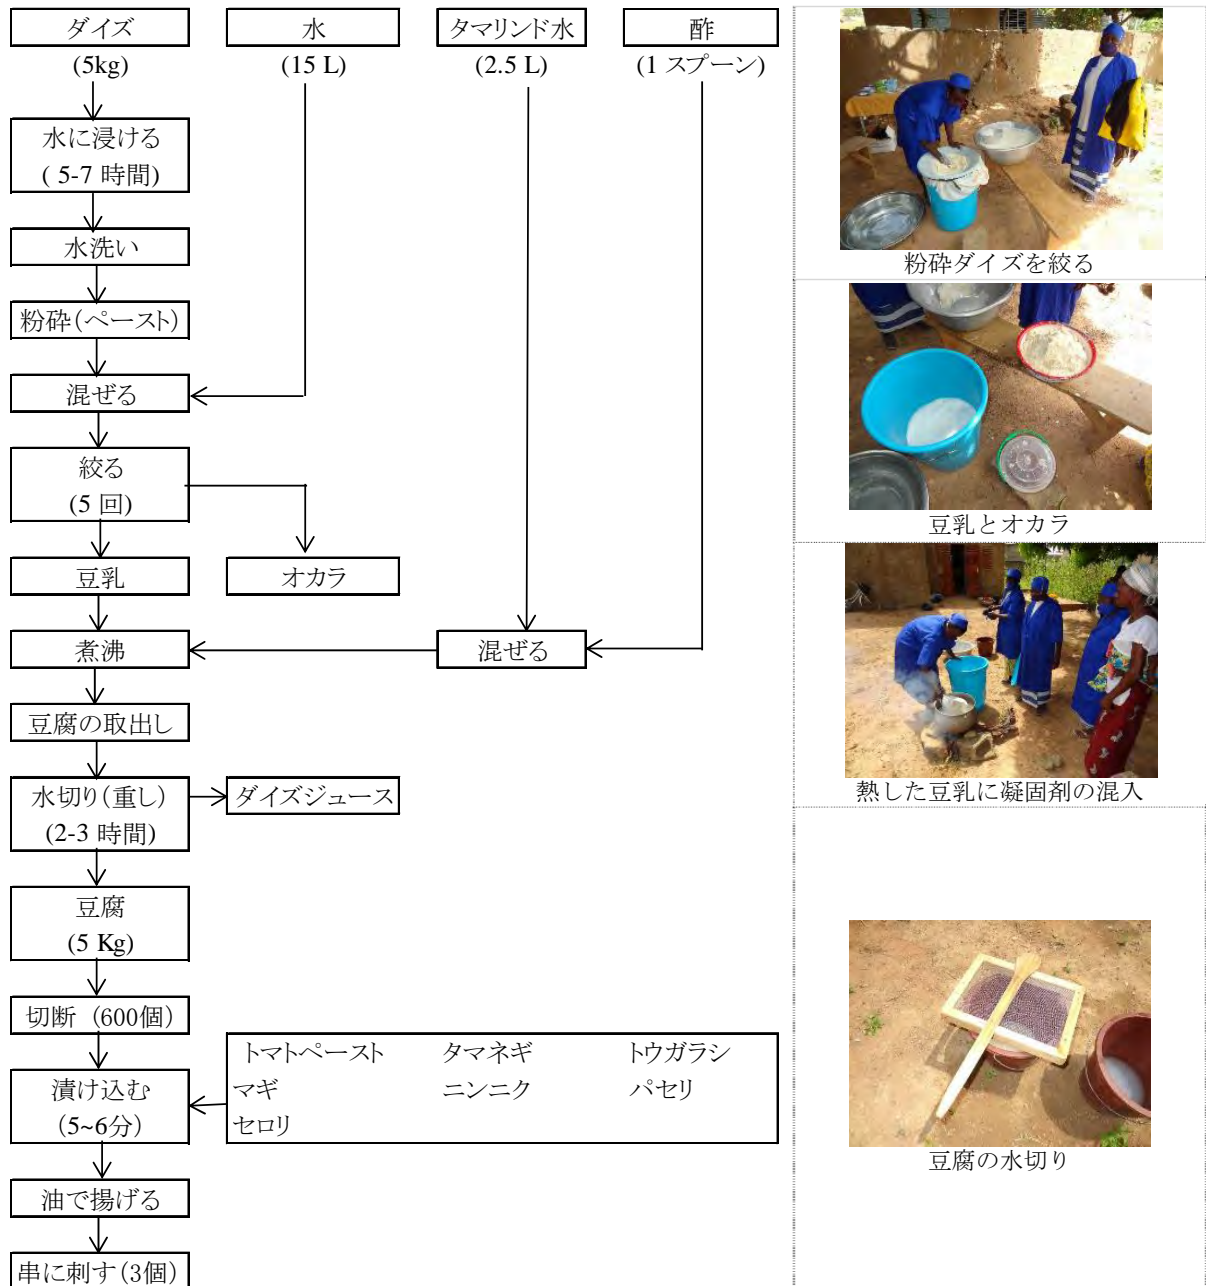 ダイズ
水
タマリンド水
酢
(5kg)
(15 L)
(2.5 L)
(1 スプーン)
水に浸ける
( 5-7 時間)
水洗い
粉砕(ペースト)
混ぜる
絞る
(5 回)
豆乳
オカラ
煮沸
混ぜる
豆腐の取出し
水切り(重し)
(2-3 時間)
ダイズジュース
豆腐
(5 Kg)
切断 (600個)
トマトペースト タマネギ トウガラシ
マギ ニンニク パセリ
セロリ
漬け込む
(5~6分)
油で揚げる
串に刺す(3個)
粉砕ダイズを絞る
豆乳とオカラ
熱した豆乳に凝固剤の混入
豆腐の水切り